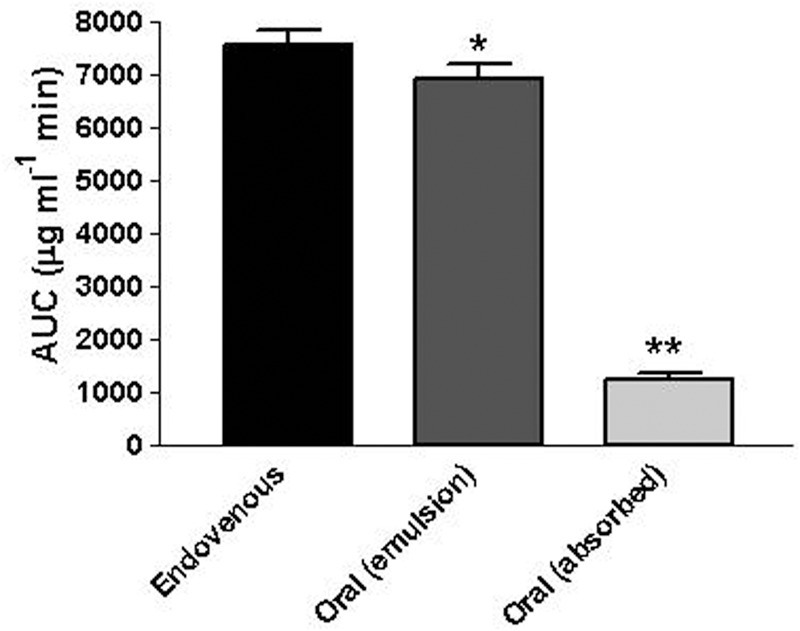 AUC (µg ml⁻¹ min)
8000
7000
6000
5000
4000
3000
2000
1000
0
*
**
Endovenous
Oral (emulsion)
Oral (absorbed)